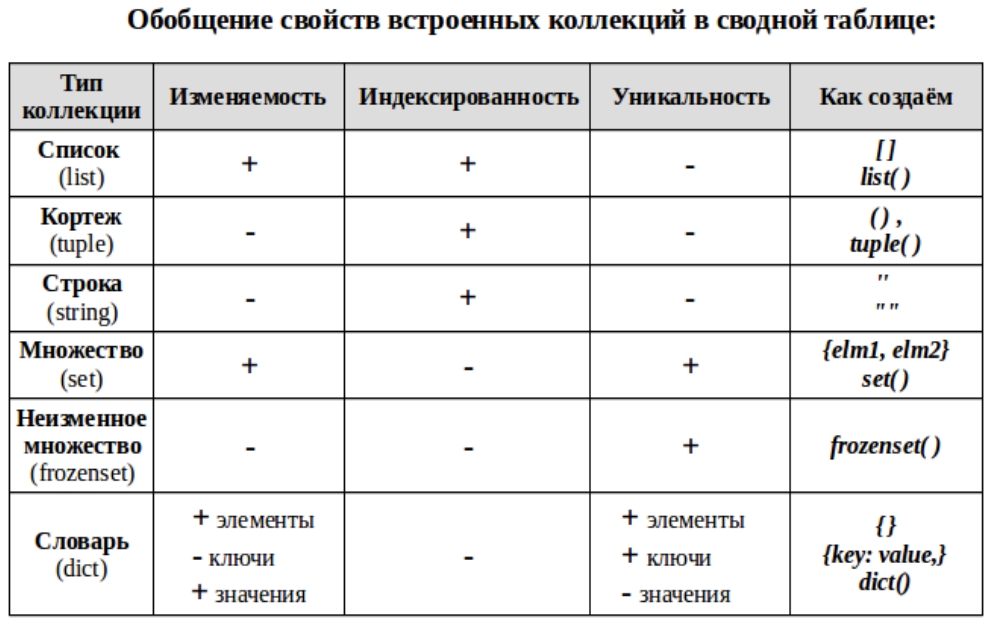 Обобщение свойств встроенных коллекций в сводной таблице:
Тип
коллекции
Изменяемость
Индексированность
Уникальность
Как создаём
Список
(list)
+
+
-
[ ]
list( )
Кортеж
(tuple)
-
+
-
( ) ,
tuple( )
Строка
(string)
-
+
-
''
""
Множество
(set)
+
-
+
{elm1, elm2}
set( )
Неизменное
множество
(frozenset)
-
-
+
frozenset( )
Словарь
(dict)
+ элементы
- ключи
+ значения
-
+ элементы
+ ключи
- значения
{}
{key: value,}
dict()